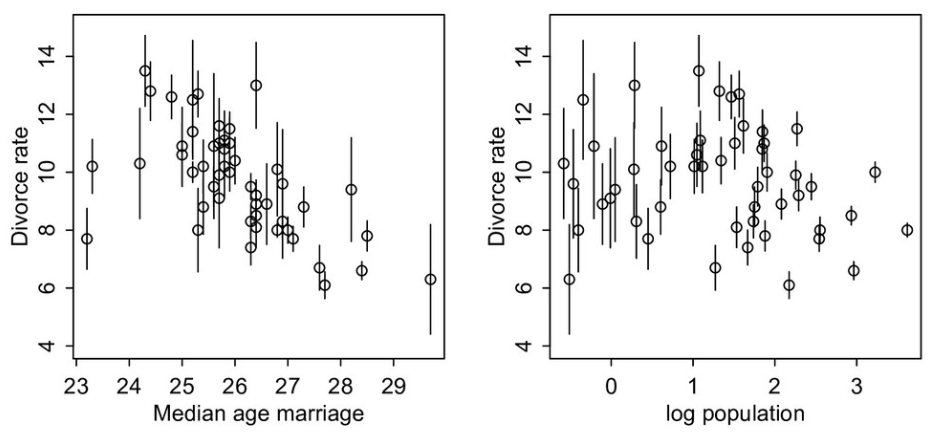 14
12
10
8
6
4
Divorce rate
23 24 25 26 27 28 29
Median age marriage
14
12
10
8
6
4
Divorce rate
0 1 2 3
log population